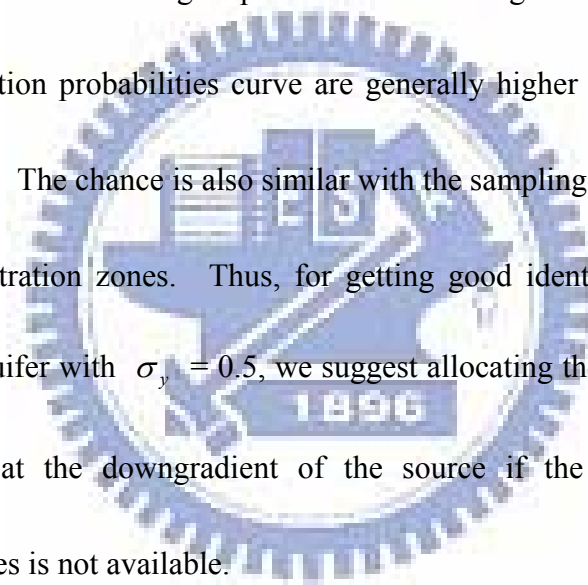 tion probabilities curve are generally higher
The chance is also similar with the sampling
tration zones. Thus, for getting good ident
uifer with σy = 0.5, we suggest allocating th
1896
at the downgradient of the source if the
es is not available.